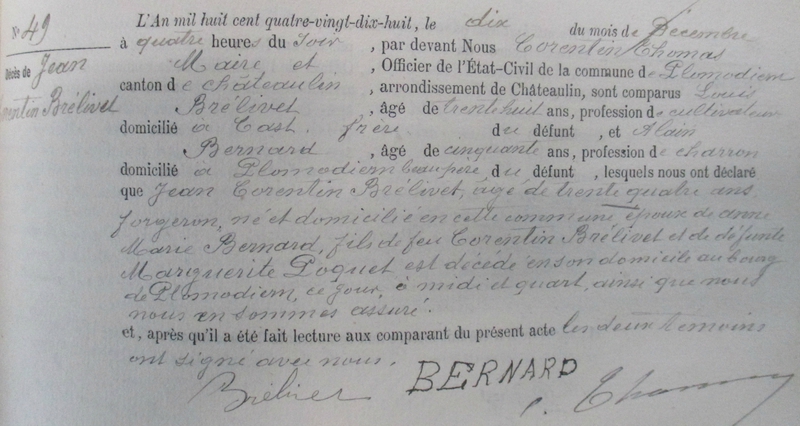 N° 49
Décès de Jean
Corentin Brélivet
L'An mil huit cent quatre-vingt-dix-huit, le dix du mois de Décembre
à quatre heures du soir, par devant Nous Corentin Thomas
Maire et, Officier de l'État-Civil de la commune de Plomodiern
canton de châteaulin, arrondissement de Châteaulin, sont comparus Louis
Brélivet, âgé de trente huit ans, profession de cultivateur
domicilié à Cast. frère du défunt, et Alain
Bernard, âgé de cinquante ans, profession de charron
domicilié à Plomodiern beau père, du défunt, lesquels nous ont déclaré
que Jean Corentin Brélivet, âgé de trente quatre ans
forgeron, né et domicilié en cette commune époux de anne
Marie Bernard, fils de feu Corentin Brélivet et de défunte
Marguerite Poquet est décédé en son domicile au bourg
de Plomodiern, ce jour, à midi et quart, ainsi que nous
nous en sommes assuré.
et, après qu'il a été fait lecture aux comparant du présent acte les deux témoins
ont signé avec nous.
Brélivet BERNARD C. Thomas